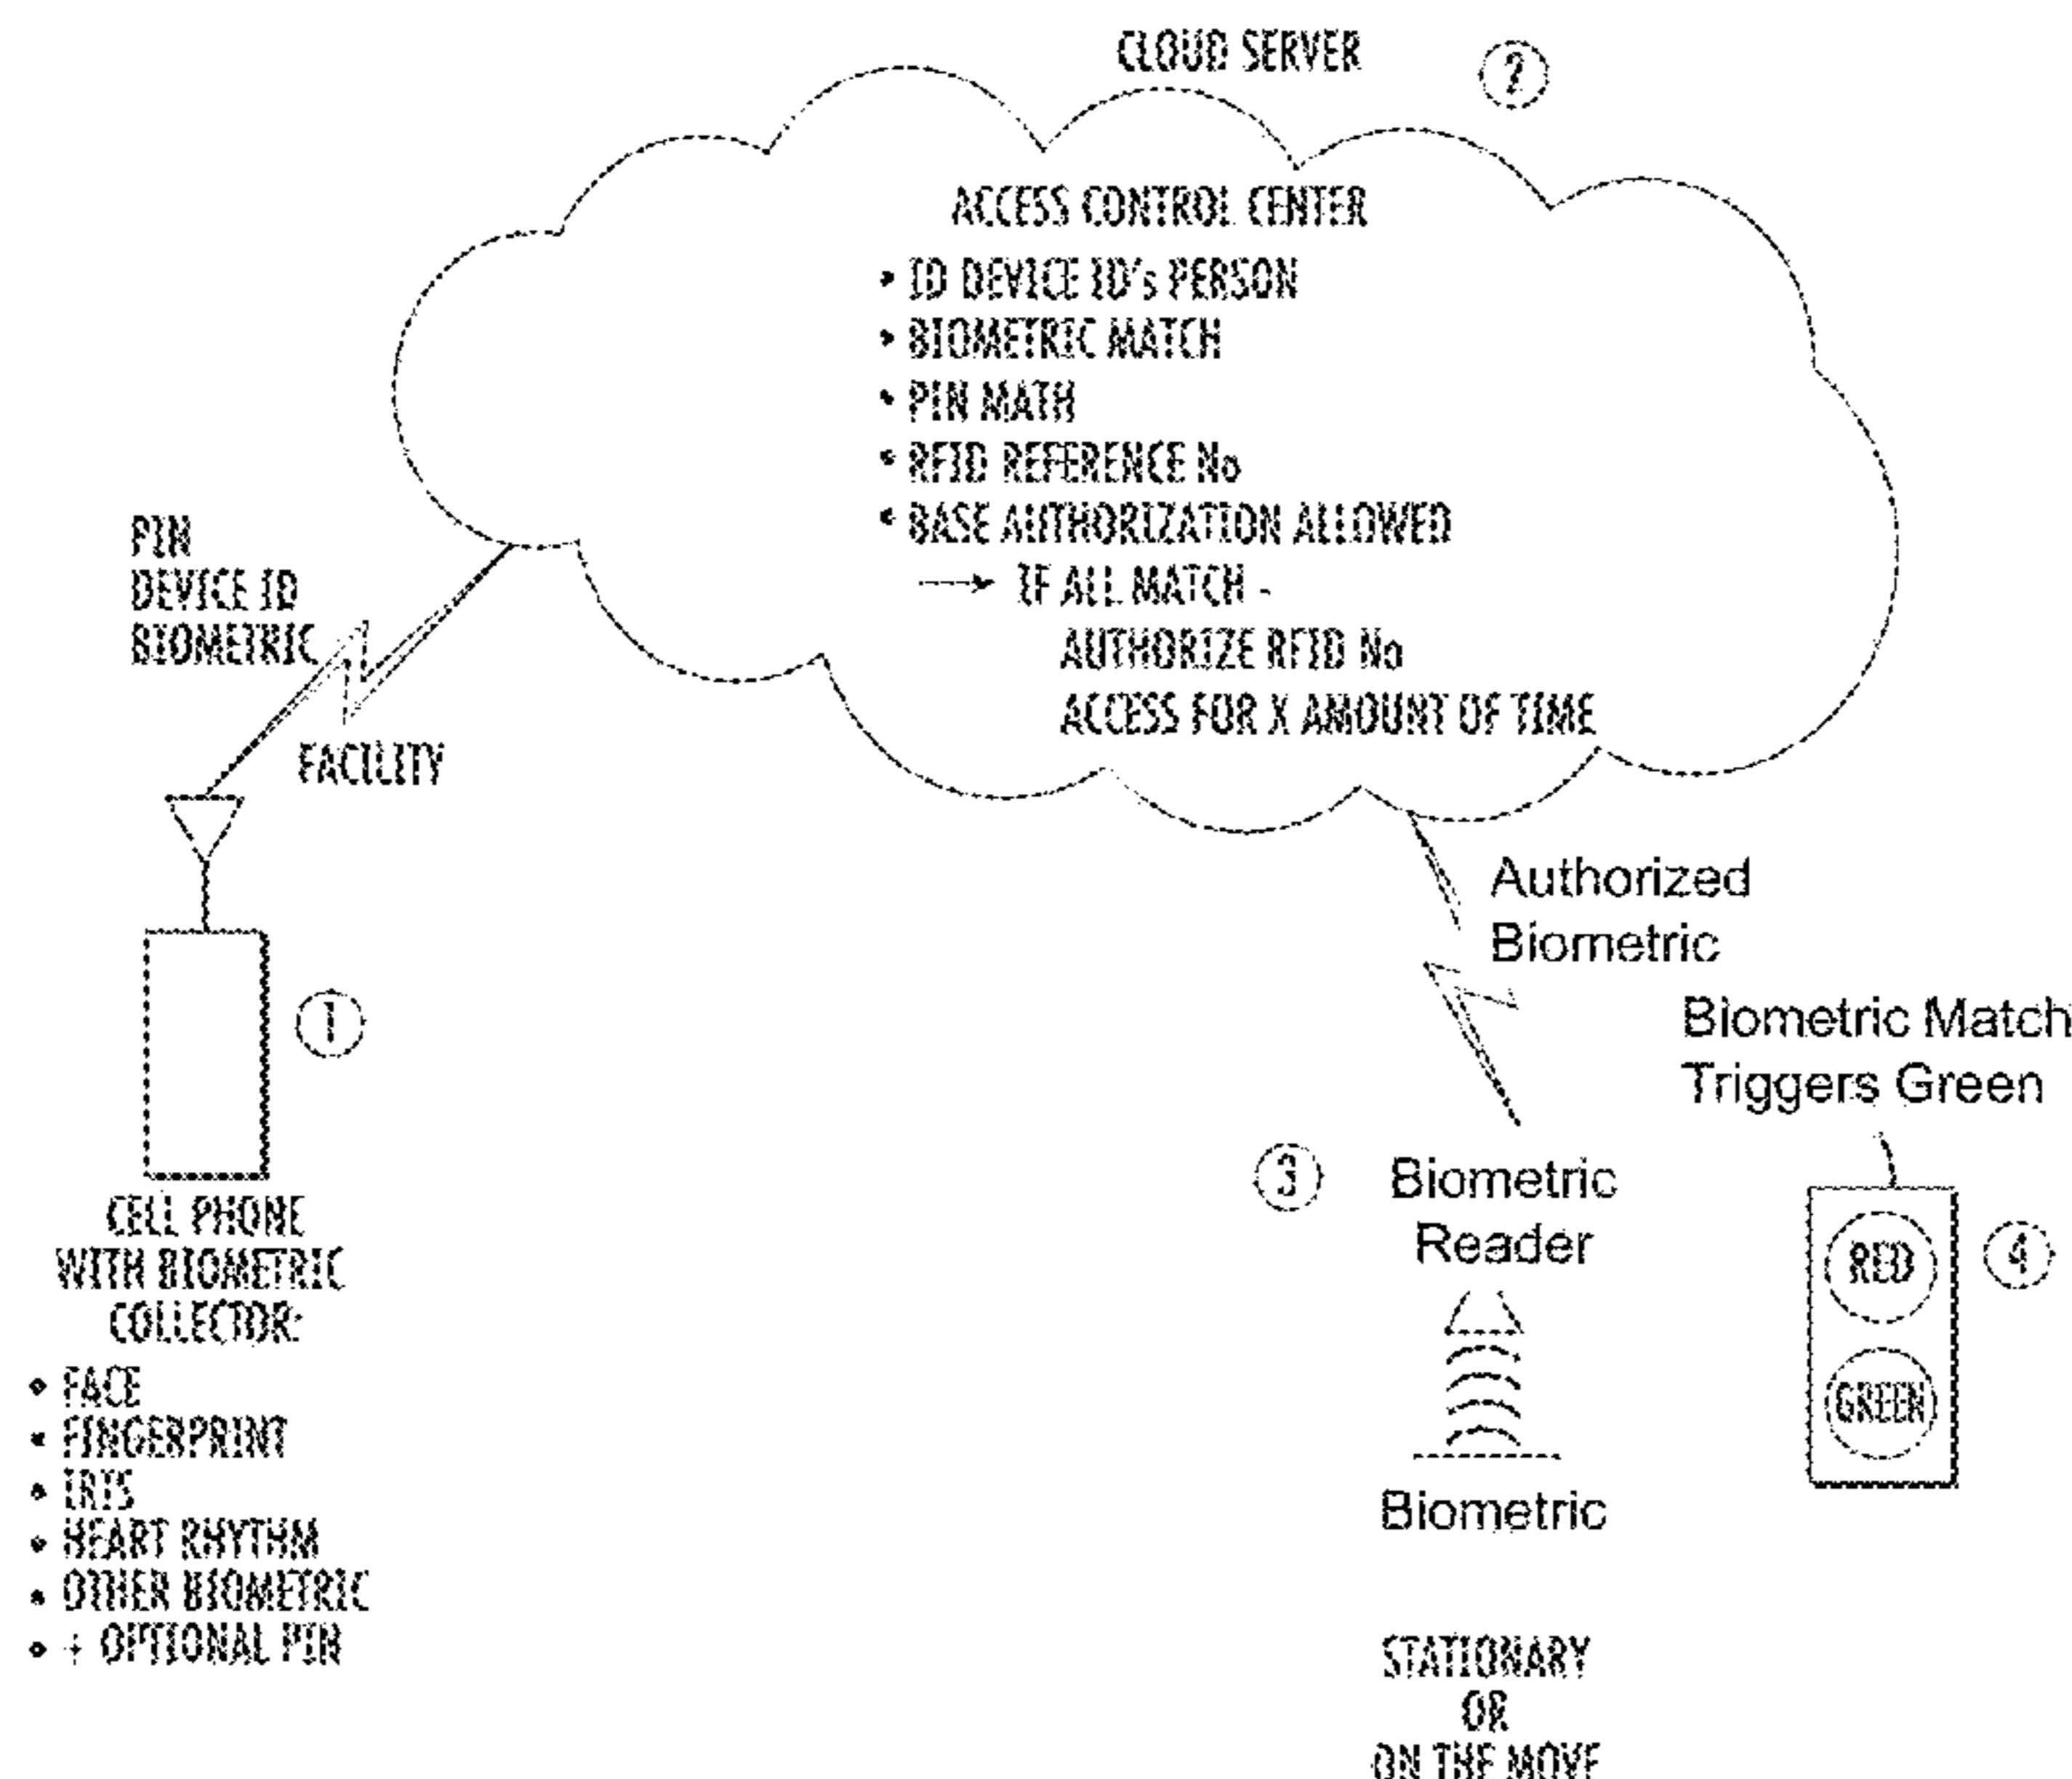 CLOUD SERVER
2
ACCESS CONTROL CENTER
• ID DEVICE ID's PERSON
• BIOMETRIC MATCH
• PIN MATH
• RFID REFERENCE No
• BASE AUTHORIZATION ALLOWED
→ IF ALL MATCH -
AUTHORIZE RFID No
ACCESS FOR X AMOUNT OF TIME
PIN
DEVICE ID
BIOMETRIC
FACILITY
1
CELL PHONE
WITH BIOMETRIC
COLLECTOR:
• FACE
• FINGERPRINT
• IRIS
• HEART RHYTHM
• OTHER BIOMETRIC
• + OPTIONAL PIN
Authorized
Biometric
3
Biometric
Reader
Biometric
STATIONARY
OR
ON THE MOVE
Biometric Match
Triggers Green
RED
GREEN
4